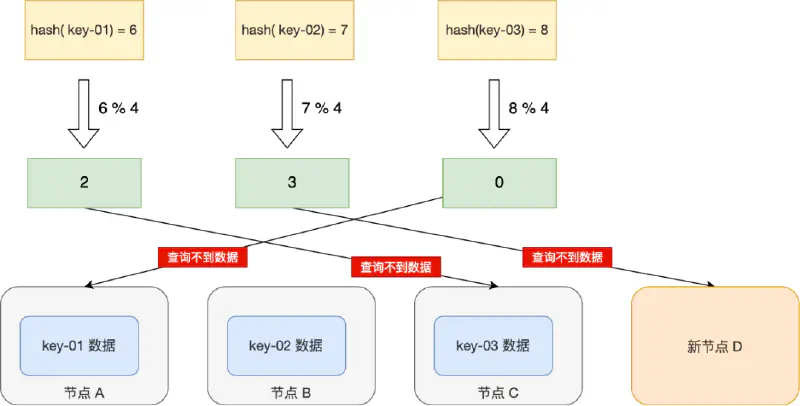 hash( key-01) = 6
hash( key-02) = 7
hash(key-03) = 8
6 % 4
7 % 4
8 % 4
2
3
0
查询不到数据
查询不到数据
查询不到数据
key-01 数据
key-02 数据
key-03 数据
新节点 D
节点 A
节点 B
节点 C